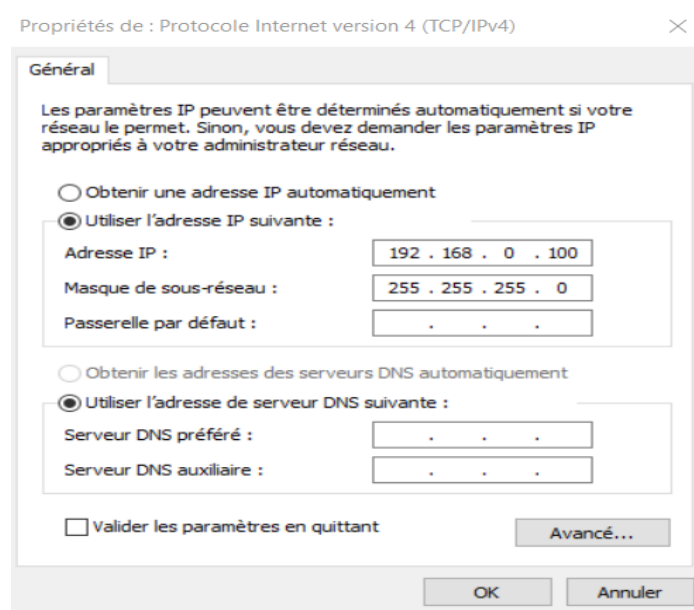 Propriétés de : Protocole Internet version 4 (TCP/IPv4)
Général
Les paramètres IP peuvent être déterminés automatiquement si votre
réseau le permet. Sinon, vous devez demander les paramètres IP
appropriés à votre administrateur réseau.
Obtenir une adresse IP automatiquement
Utiliser l'adresse IP suivante :
Adresse IP : 192 . 168 . 0 . 100
Masque de sous-réseau : 255 . 255 . 255 . 0
Passerelle par défaut : . . .
Obtenir les adresses des serveurs DNS automatiquement
Utiliser l'adresse de serveur DNS suivante :
Serveur DNS préféré : . . .
Serveur DNS auxiliaire : . . .
Valider les paramètres en quittant Avancé...
OK Annuler